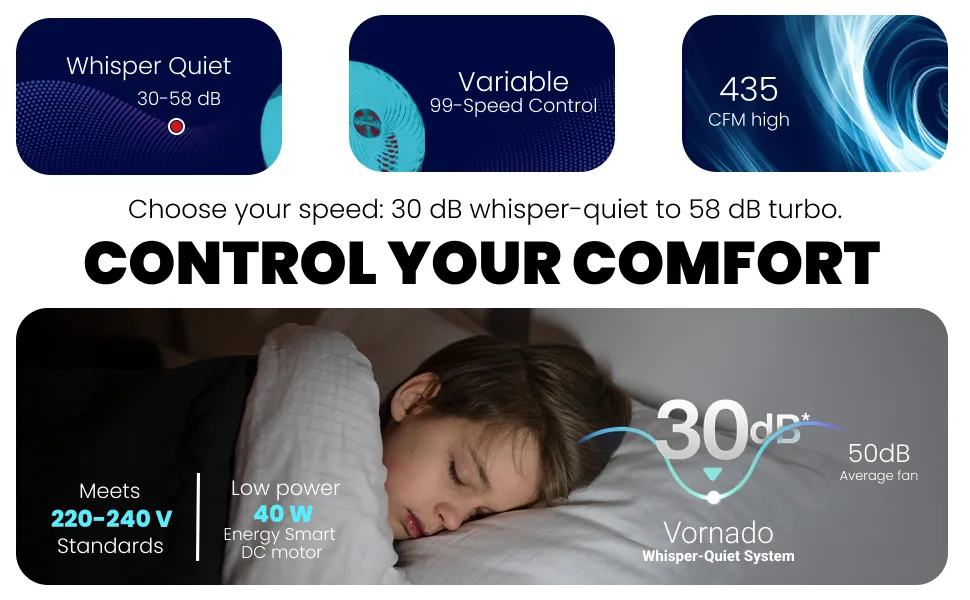 Whisper Quiet
30-58 dB
Variable
99-Speed Control
435
CFM high
Choose your speed: 30 dB whisper-quiet to 58 dB turbo.
CONTROL YOUR COMFORT
30dB*
50dB
Average fan
Meets
220-240 V
Standards
Low power
40 W
Energy Smart
DC motor
Vornado
Whisper-Quiet System